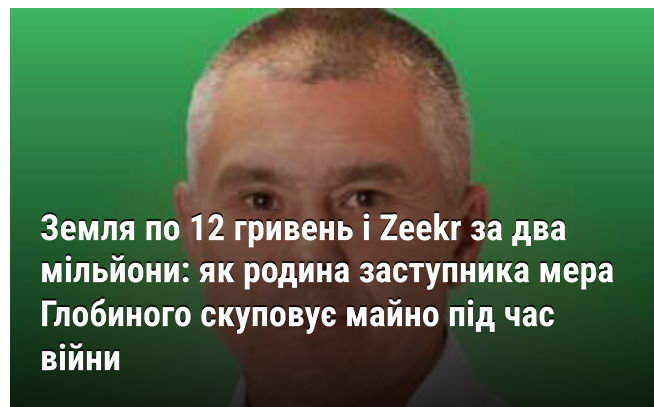 Земля по 12 гривень і Zeekr за два
мільйони: як родина заступника мера
Глобиного скуповує майно під час
війни